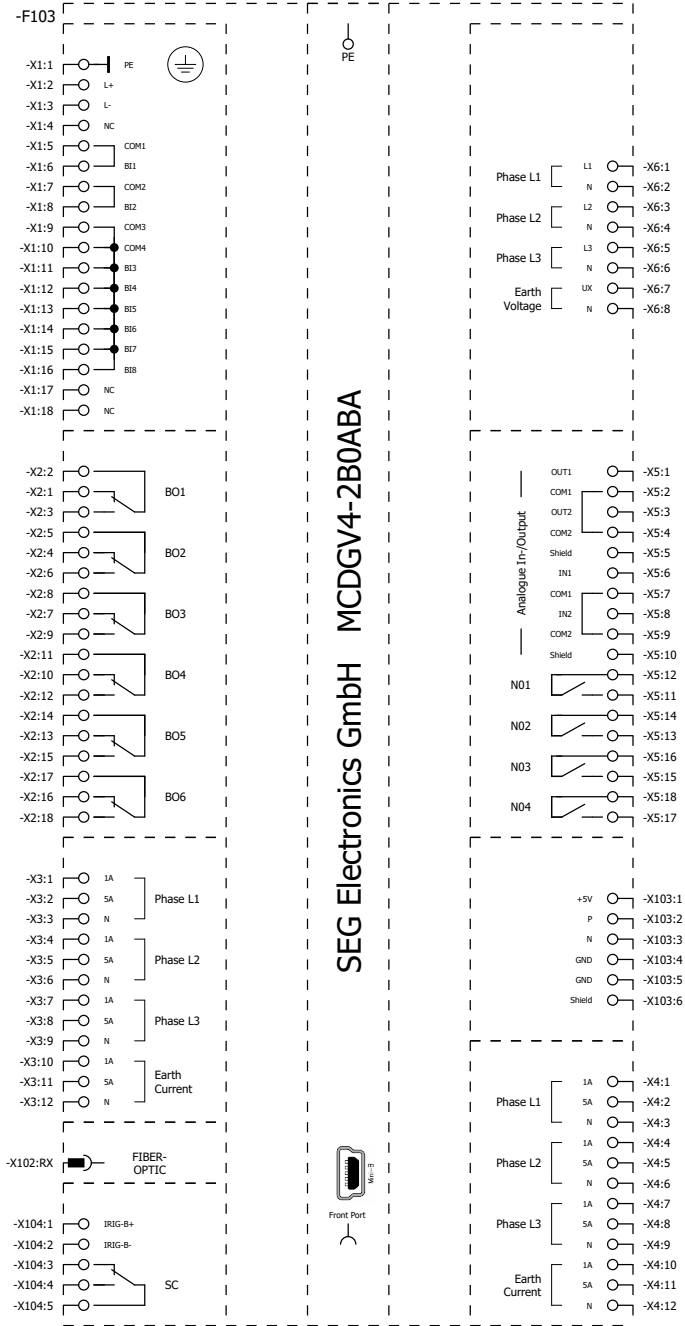 -F103
PE
-X1:1 PE
-X1:2 L+
-X1:3 L-
-X1:4 NC
-X1:5 COM1
-X1:6 BI1
-X1:7 COM2
-X1:8 BI2
-X1:9 COM3
-X1:10 COM4
-X1:11 BI3
-X1:12 BI4
-X1:13 BI5
-X1:14 BI6
-X1:15 BI7
-X1:16 BI8
-X1:17 NC
-X1:18 NC
-X2:2
-X2:1 BO1
-X2:3
-X2:5
-X2:4 BO2
-X2:6
-X2:8
-X2:7 BO3
-X2:9
-X2:11
-X2:10 BO4
-X2:12
-X2:14
-X2:13 BO5
-X2:15
-X2:17
-X2:16 BO6
-X2:18
-X3:1 1A
-X3:2 5A Phase L1
-X3:3 N
-X3:4 1A
-X3:5 5A Phase L2
-X3:6 N
-X3:7 1A
-X3:8 5A Phase L3
-X3:9 N
-X3:10 1A
-X3:11 5A Earth
Current
-X3:12 N
-X102:RX FIBER-
OPTIC
-X104:1 IRIG-B+
-X104:2 IRIG-B-
-X104:3
-X104:4 SC
-X104:5
SEG Electronics GmbH MCDGV4-2B0ABA
Mini-B
Front Port
Phase L1
L1 -X6:1
N -X6:2
Phase L2
L2 -X6:3
N -X6:4
Phase L3
L3 -X6:5
N -X6:6
Earth
Voltage
UX -X6:7
N -X6:8
Analogue In-/Output
OUT1 -X5:1
COM1 -X5:2
OUT2 -X5:3
COM2 -X5:4
Shield -X5:5
IN1 -X5:6
COM1 -X5:7
IN2 -X5:8
COM2 -X5:9
Shield -X5:10
N01 -X5:12
-X5:11
N02 -X5:14
-X5:13
N03 -X5:16
-X5:15
N04 -X5:18
-X5:17
+5V -X103:1
P -X103:2
N -X103:3
GND -X103:4
GND -X103:5
Shield -X103:6
1A -X4:1
Phase L1 5A -X4:2
N -X4:3
1A -X4:4
Phase L2 5A -X4:5
N -X4:6
1A -X4:7
Phase L3 5A -X4:8
N -X4:9
1A -X4:10
Earth
Current
5A -X4:11
N -X4:12